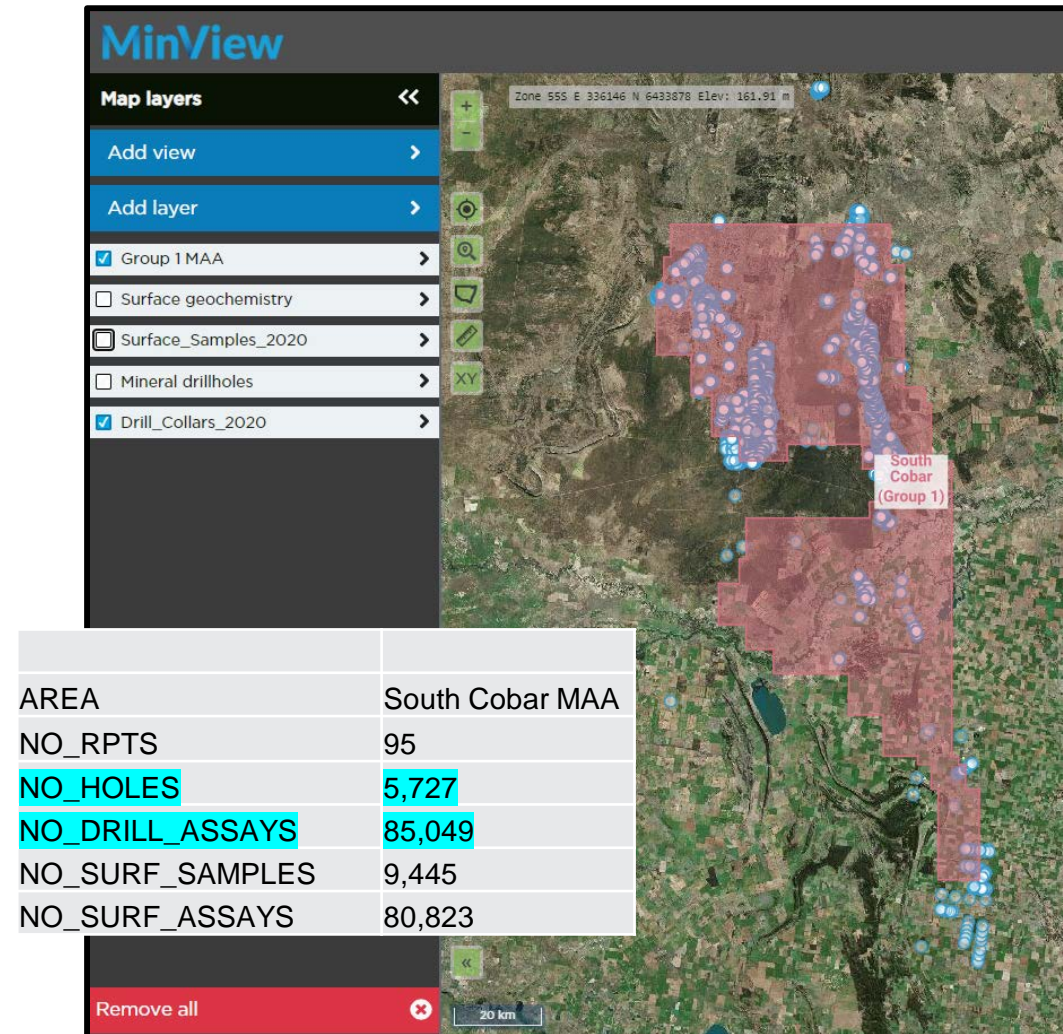 MinView
Map layers
Add view
Add layer
Group 1 MAA
Surface geochemistry
Surface_Samples_2020
Mineral drillholes
Drill_Collars_2020
Remove all
+
-
XY
«
Zone 55S E 336146 N 6433878 Elev: 161.91 m
South
Cobar
(Group 1)
20 km
AREA South Cobar MAA
NO_RPTS 95
NO_HOLES 5,727
NO_DRILL_ASSAYS 85,049
NO_SURF_SAMPLES 9,445
NO_SURF_ASSAYS 80,823